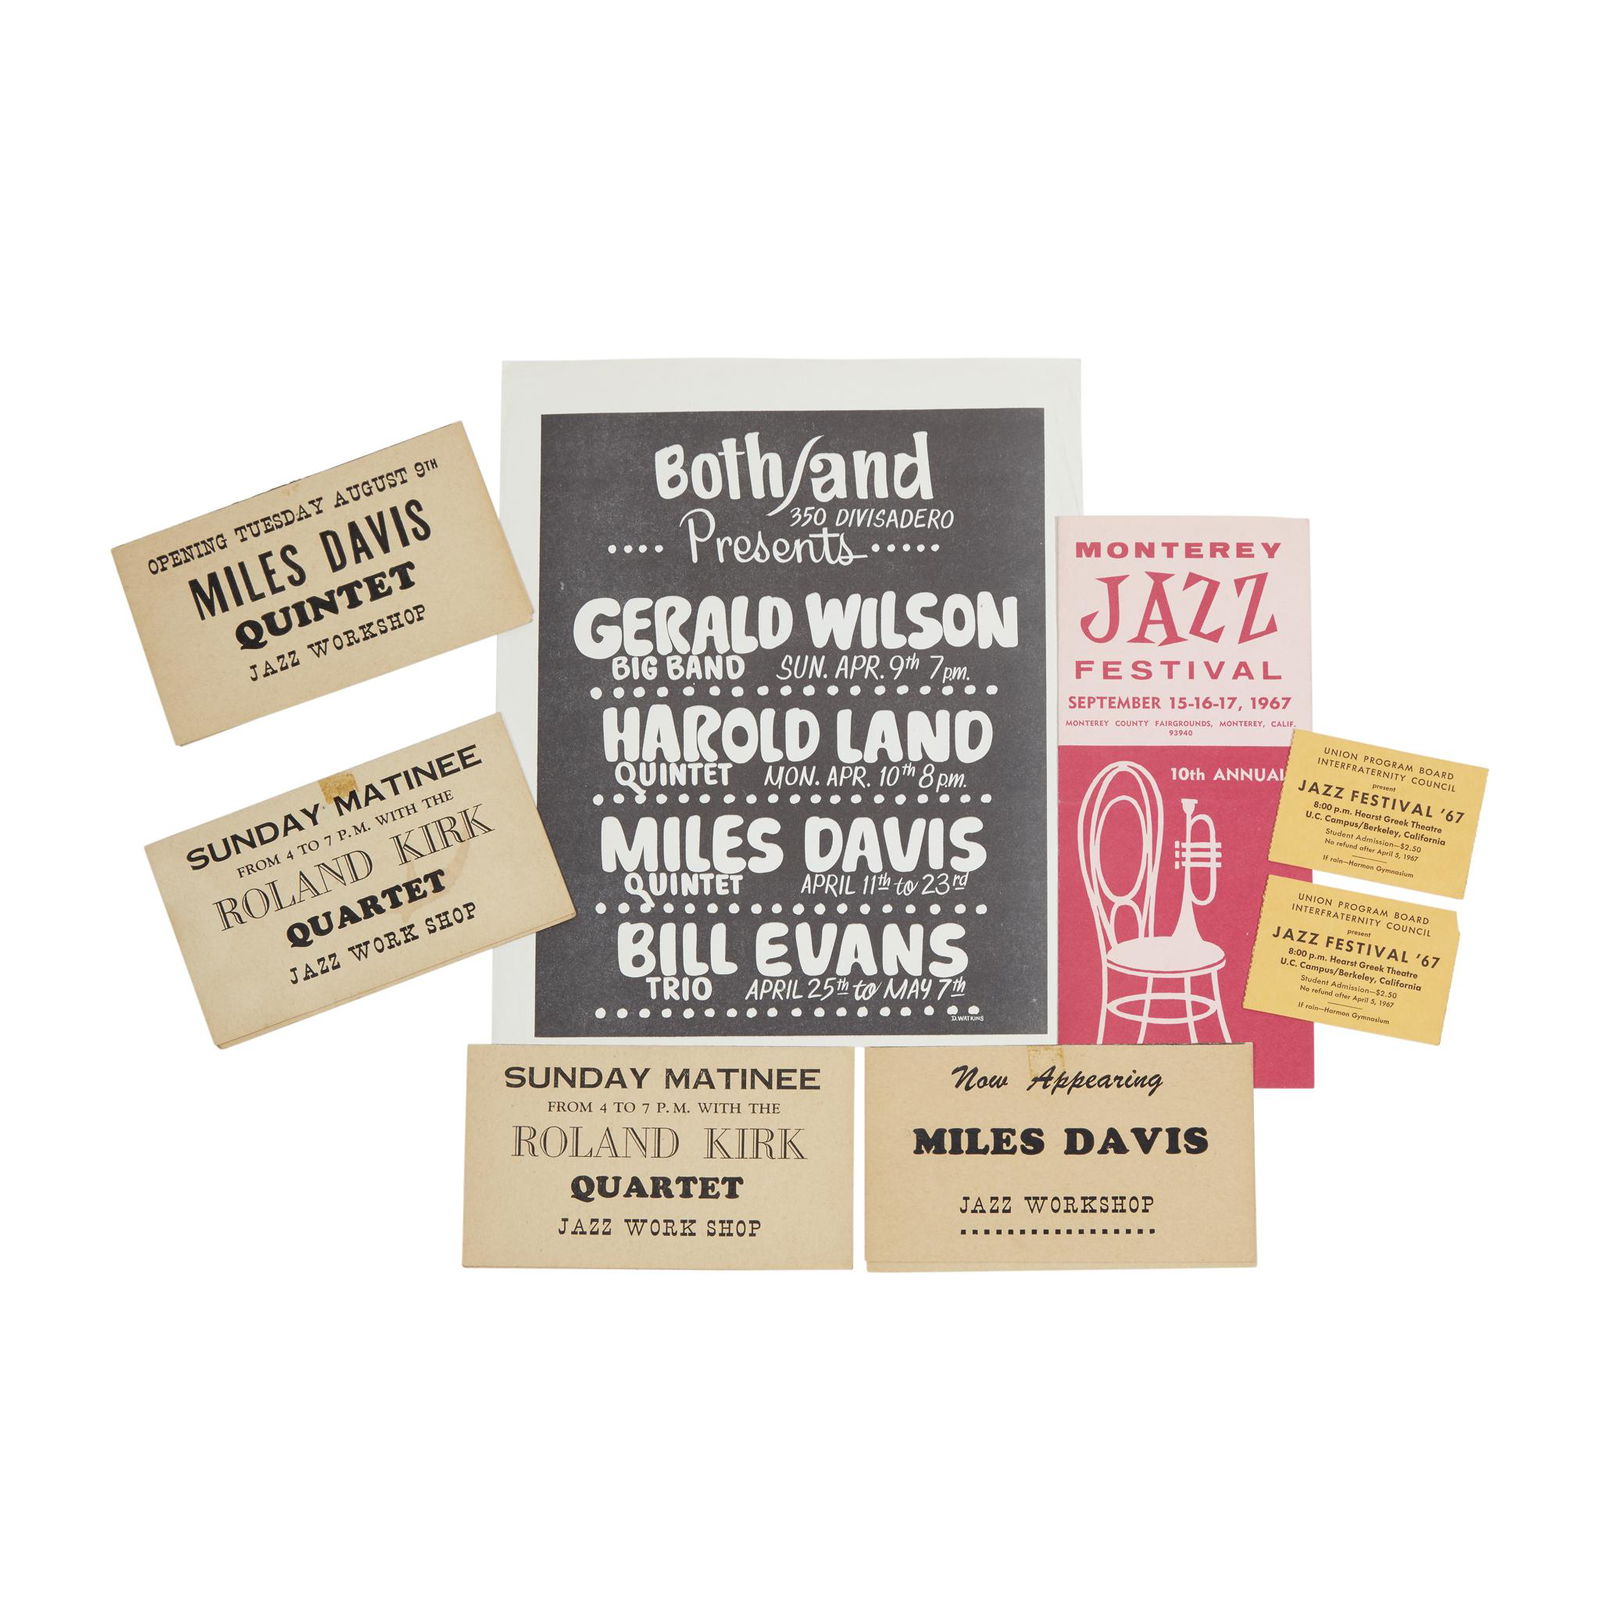 OPENING TUESDAY AUGUST 9TH
MILES DAVIS
QUINTET
JAZZ WORKSHOP
SUNDAY MATINEE
FROM 4 TO 7 P.M. WITH THE
ROLAND KIRK
QUARTET
JAZZ WORK SHOP
Both/and
350 DIVISADERO
.... Presents .....
GERALD WILSON
BIG BAND SUN. APR. 9th 7pm.
HAROLD LAND
QUINTET MON. APR. 10th 8pm.
MILES DAVIS
QUINTET APRIL 11th to 23rd
BILL EVANS
TRIO APRIL 25th to MAY 7th
D. WATKINS
MONTEREY
JAZZ
FESTIVAL
SEPTEMBER 15-16-17, 1967
MONTEREY COUNTY FAIRGROUNDS, MONTEREY, CALIF.
93940
10th ANNUAL
UNION PROGRAM BOARD
INTERFRATERNITY COUNCIL
present
JAZZ FESTIVAL '67
8:00 p.m. Hearst Greek Theatre
U.C. Campus/Berkeley, California
Student Admission—$2.50
No refund after April 5, 1967
If rain—Harmon Gymnasium
UNION PROGRAM BOARD
INTERFRATERNITY COUNCIL
present
JAZZ FESTIVAL '67
8:00 p.m. Hearst Greek Theatre
U.C. Campus/Berkeley, California
Student Admission—$2.50
No refund after April 5, 1967
If rain—Harmon Gymnasium
SUNDAY MATINEE
FROM 4 TO 7 P.M. WITH THE
ROLAND KIRK
QUARTET
JAZZ WORK SHOP
Now Appearing
MILES DAVIS
JAZZ WORKSHOP